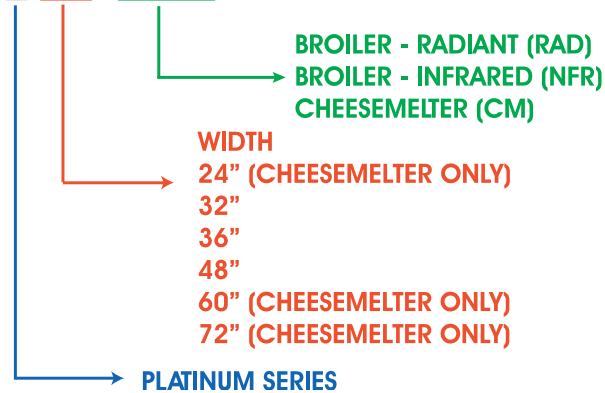 BROILER - RADIANT (RAD)
BROILER - INFRARED (NFR)
CHEESEMELTER (CM)
WIDTH
24” (CHEESEMELTER ONLY)
32”
36”
48”
60” (CHEESEMELTER ONLY)
72” (CHEESEMELTER ONLY)
PLATINUM SERIES